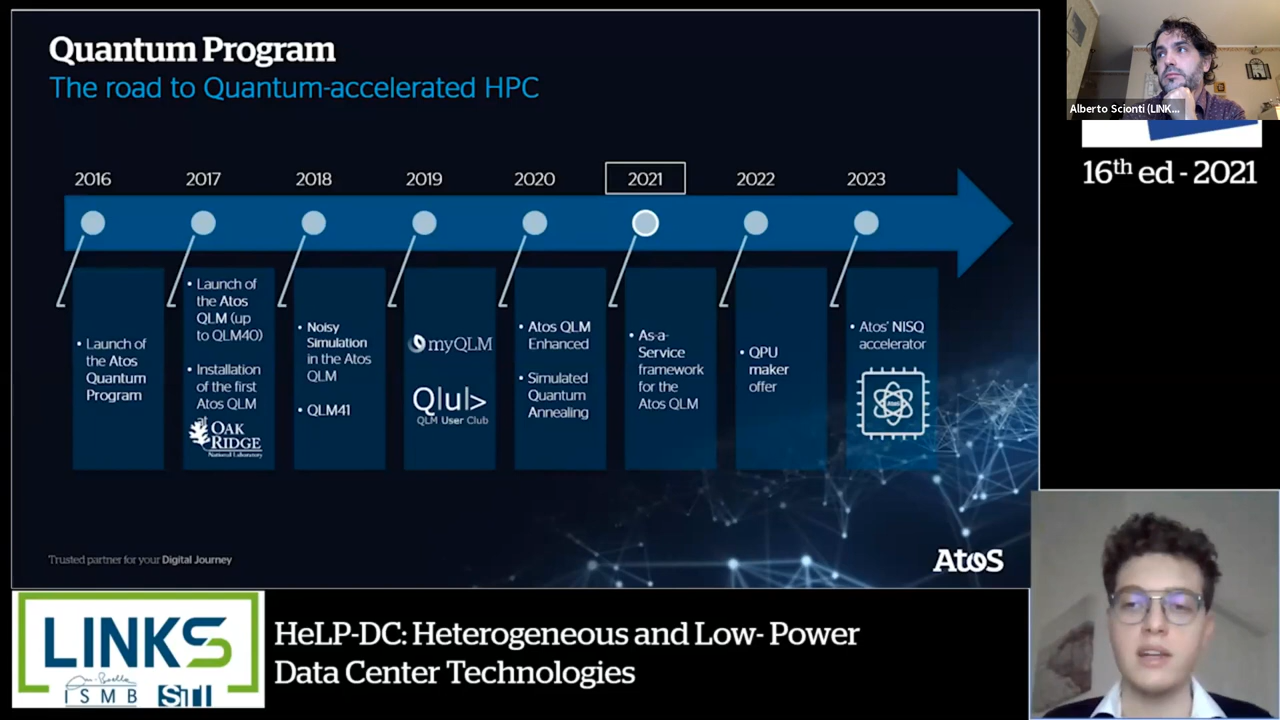 Quantum Program
The road to Quantum-accelerated HPC
2016
2017
2018
2019
2020
2021
2022
2023
• Launch of
the Atos
Quantum
Program
• Launch of
the Atos
QLM (up
to QLM40)
• Installation
of the first
Atos QLM
at
OAK
RIDGE
National Laboratory
• Noisy
Simulation
in the Atos
QLM
• QLM41
myQLM
Q|u|>
QLM User Club
• Atos QLM
Enhanced
• Simulated
Quantum
Annealing
• As-a-
Service
framework
for the
Atos QLM
• QPU
maker
offer
• Atos' NISQ
accelerator
Trusted partner for your Digital Journey
Atos
Alberto Scionti (LINK...
16th ed - 2021
LINKS
ISMB
STI
HeLP-DC: Heterogeneous and Low- Power
Data Center Technologies